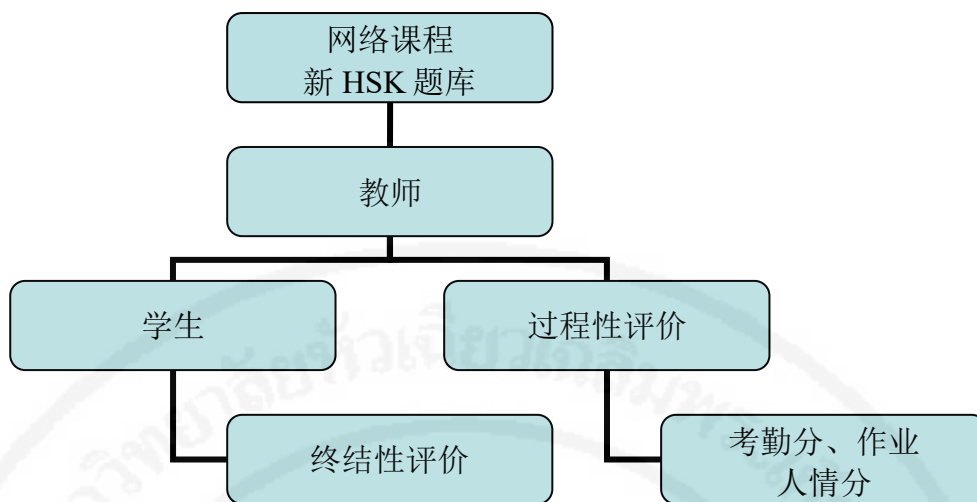 网络课程
新 HSK 题库
教师
学生
过程性评价
终结性评价
考勤分、作业
人情分